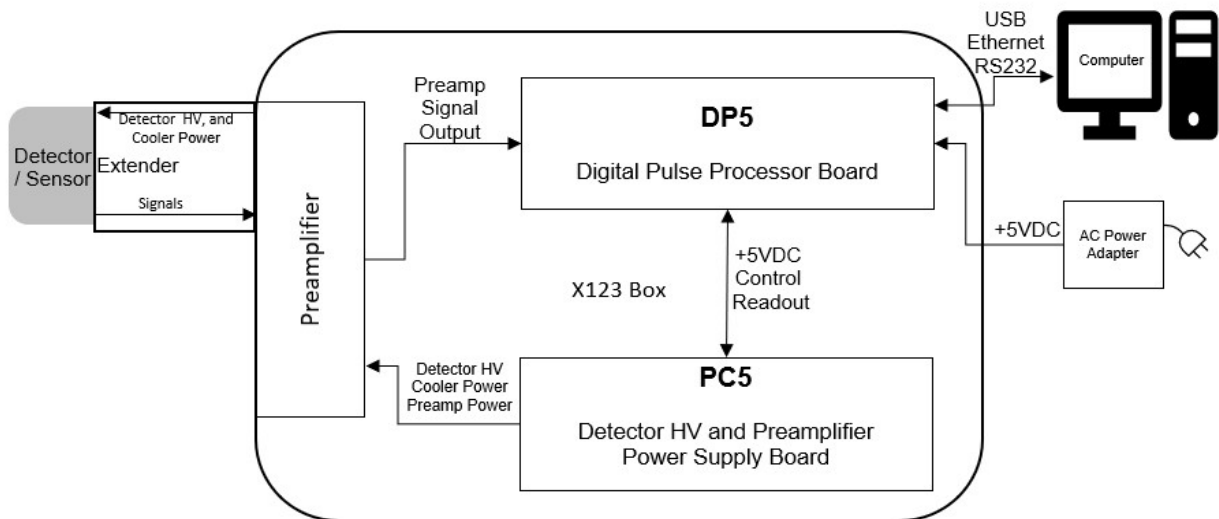 USB
Ethernet
RS232
Computer
Preamp
Signal
Output
DP5
Digital Pulse Processor Board
Detector HV, and
Cooler Power
Detector
/ Sensor
Extender
Signals
Preamplifier
+5VDC
AC Power
Adapter
+5VDC
Control
Readout
X123 Box
Detector HV
Cooler Power
Preamp Power
PC5
Detector HV and Preamplifier
Power Supply Board